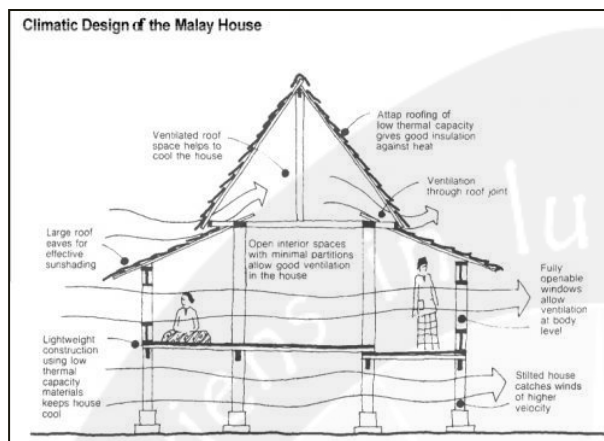 Climatic Design of the Malay House
Attap roofing of
low thermal capacity
gives good insulation
against heat
Ventilated roof
space helps to
cool the house
Ventilation
through roof joint
Large roof
eaves for
effective
sunshading
Open interior spaces
with minimal partitions
allow good ventilation
in the house
Fully
openable
windows
allow
ventilation
at body
level
Lightweight
construction
using low
thermal
capacity
materials
keeps house
cool
Stilted house
catches winds
of higher
velocity